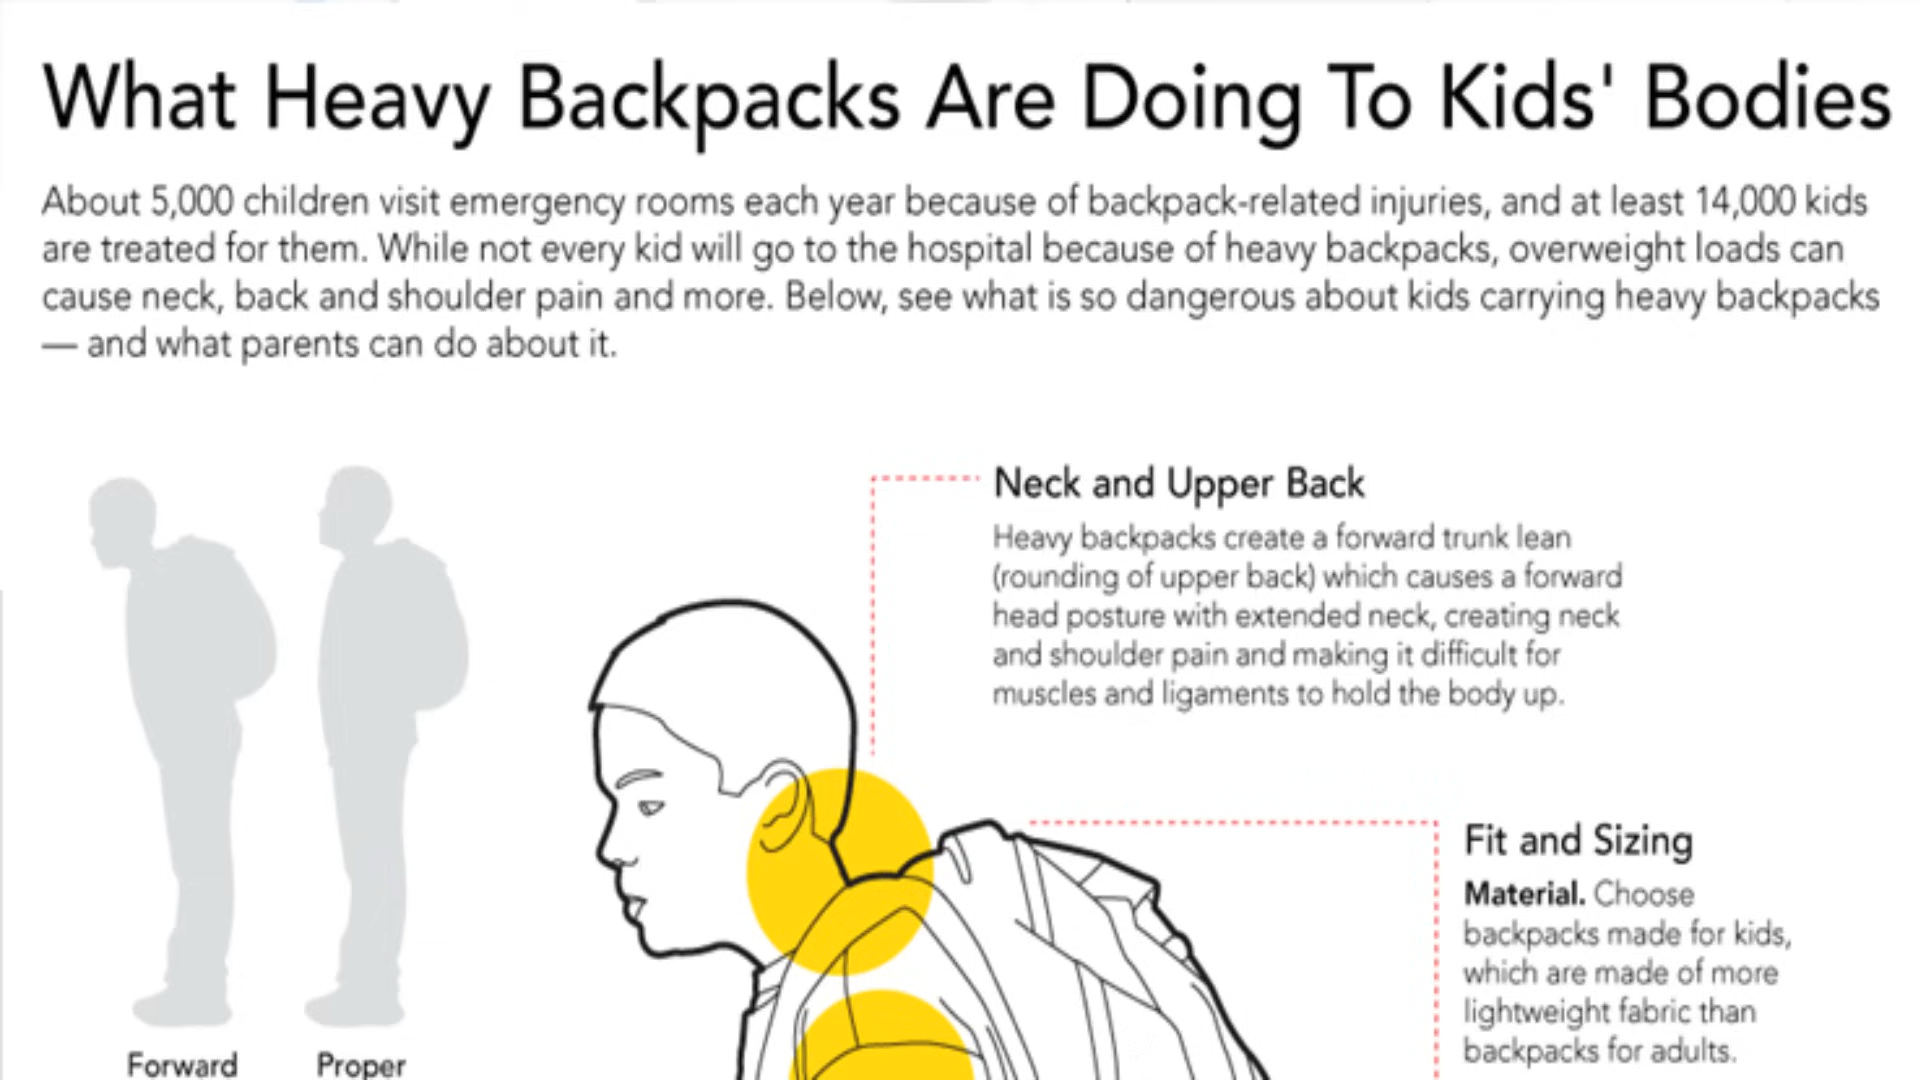 What Heavy Backpacks Are Doing To Kids' Bodies
About 5,000 children visit emergency rooms each year because of backpack-related injuries, and at least 14,000 kids
are treated for them. While not every kid will go to the hospital because of heavy backpacks, overweight loads can
cause neck, back and shoulder pain and more. Below, see what is so dangerous about kids carrying heavy backpacks
— and what parents can do about it.
Neck and Upper Back
Heavy backpacks create a forward trunk lean
(rounding of upper back) which causes a forward
head posture with extended neck, creating neck
and shoulder pain and making it difficult for
muscles and ligaments to hold the body up.
Fit and Sizing
Material. Choose
backpacks made for kids,
which are made of more
lightweight fabric than
backpacks for adults.
Forward
Proper